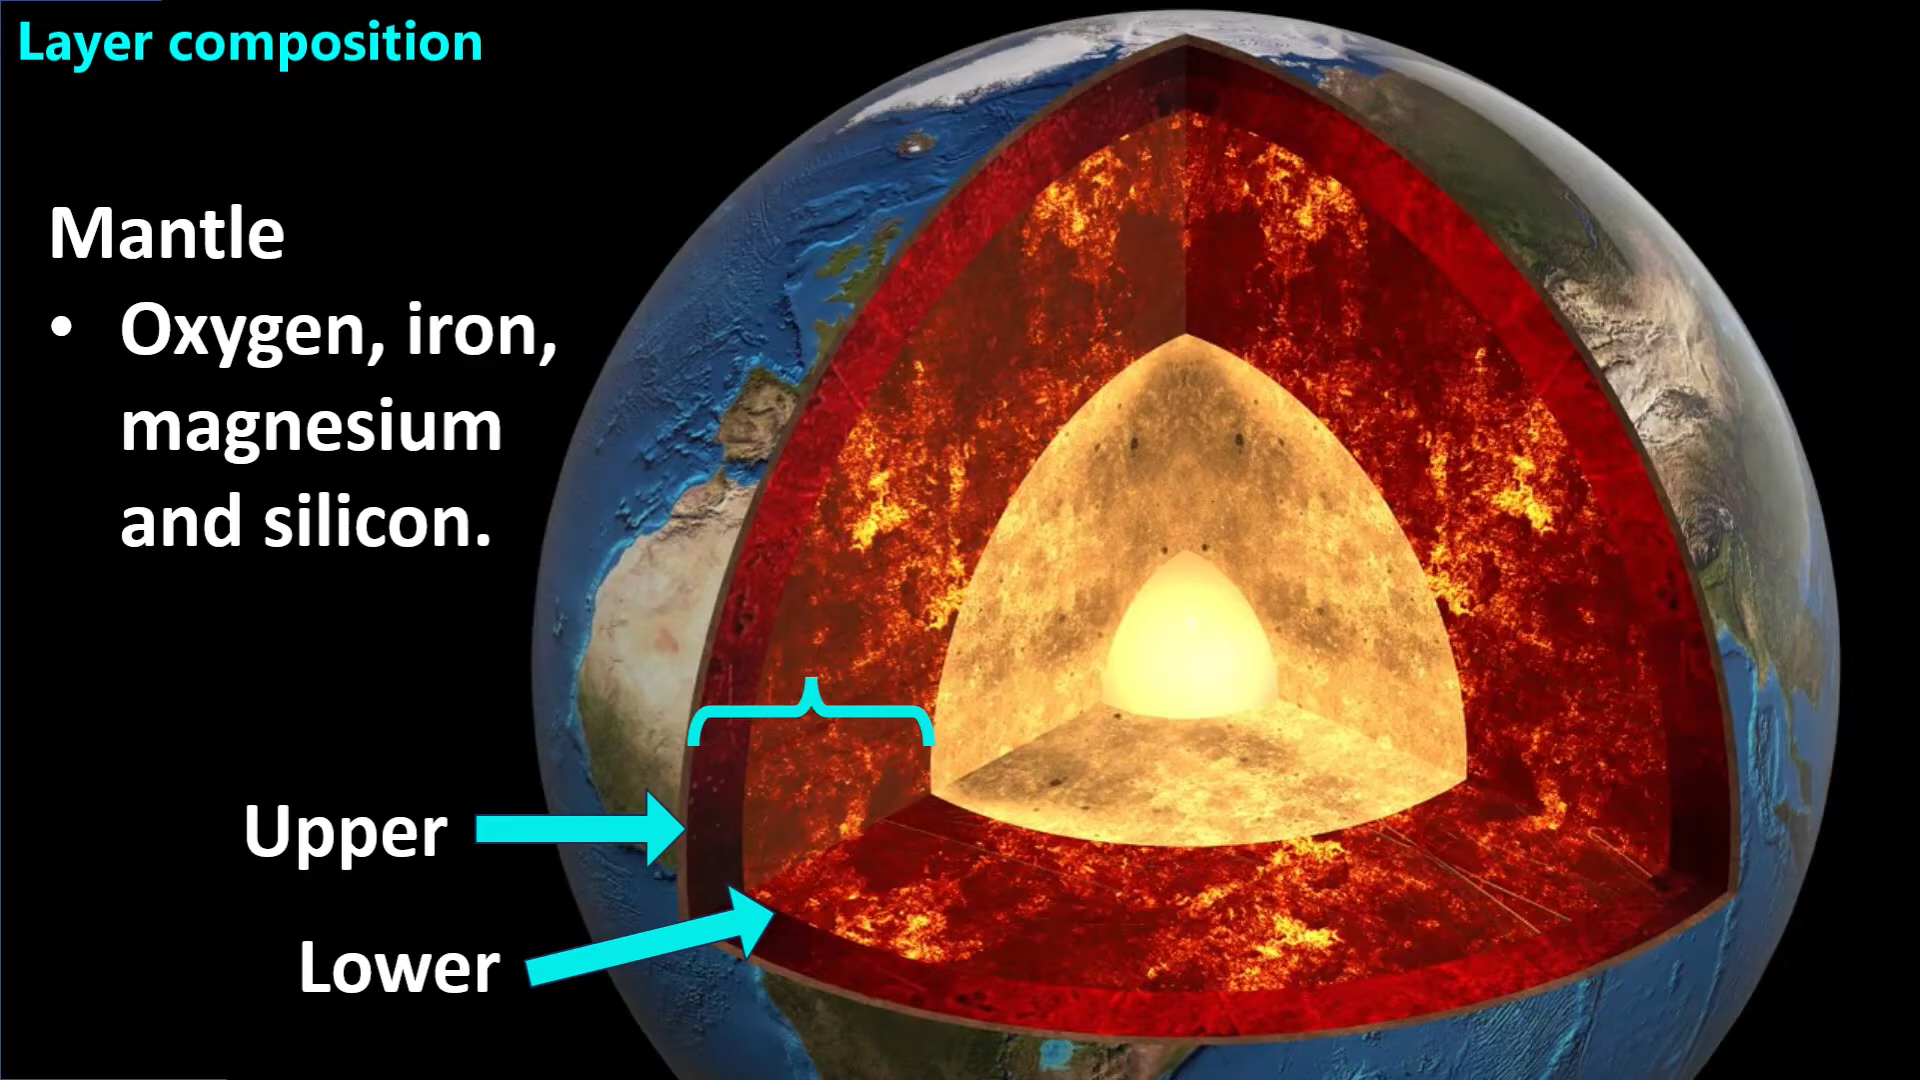 Layer composition
Mantle
• Oxygen, iron,
magnesium
and silicon.
Upper
Lower